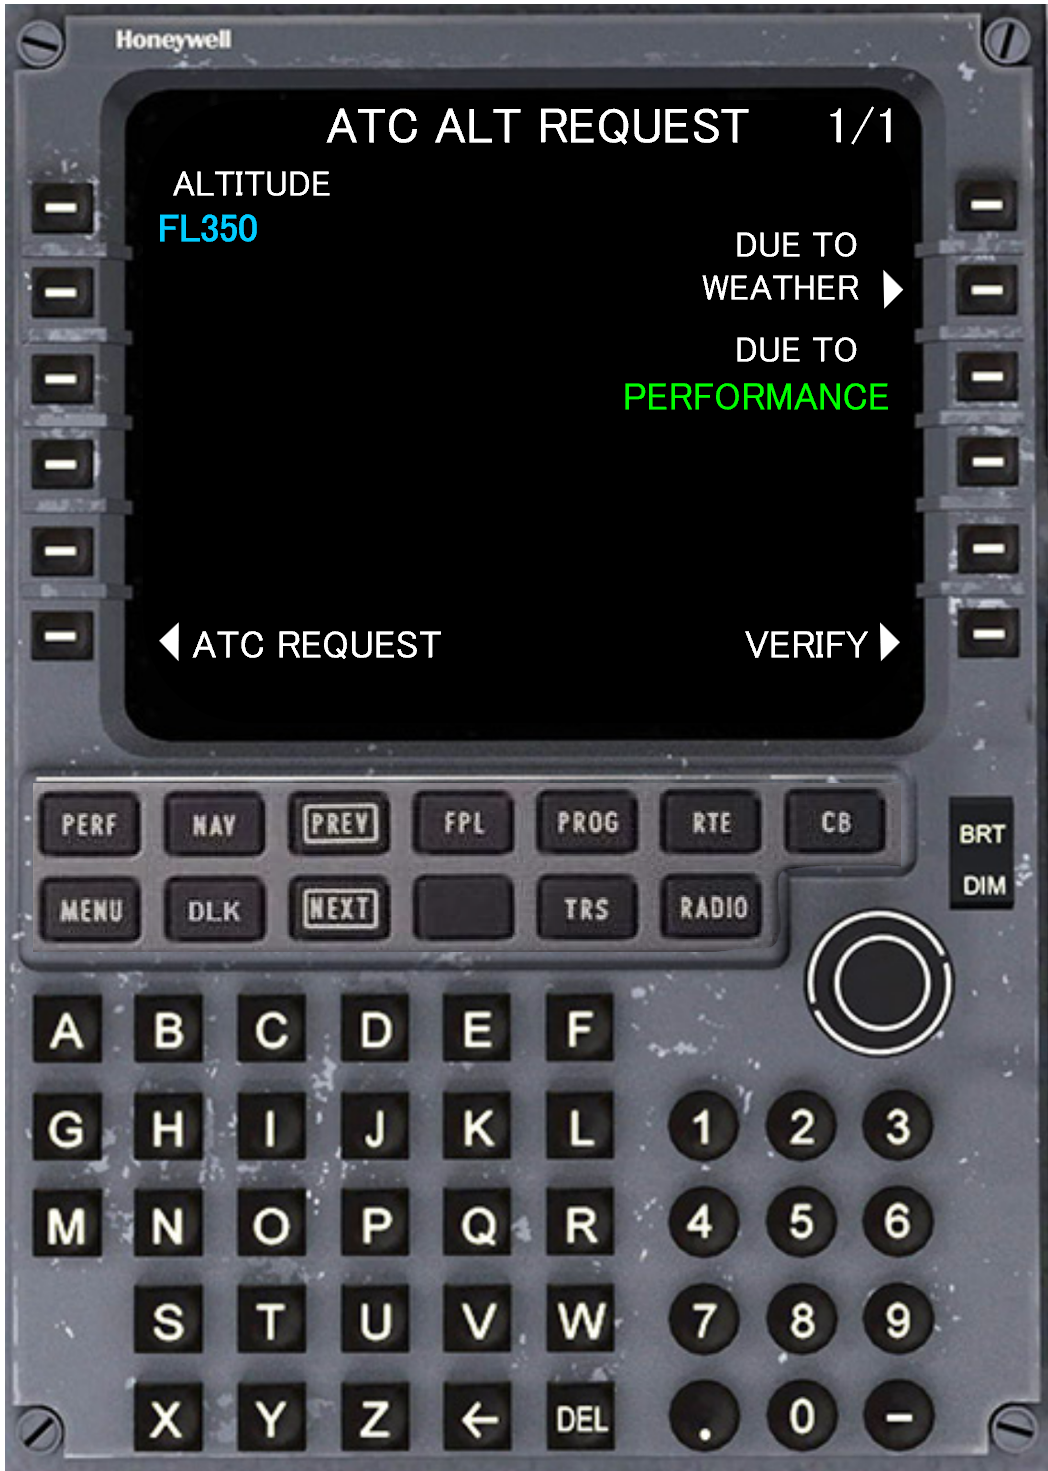 Honeywell
ATC ALT REQUEST 1/1
ALTITUDE
FL350
DUE TO
WEATHER
DUE TO
PERFORMANCE
ATC REQUEST VERIFY
PERF NAV PREV FPL PROG RTE CB
BRT
MENU DLK NEXT TRS RADIO
DIM
A B C D E F
G H I J K L 1 2 3
M N O P Q R 4 5 6
S T U V W 7 8 9
X Y Z ← DEL . 0 -